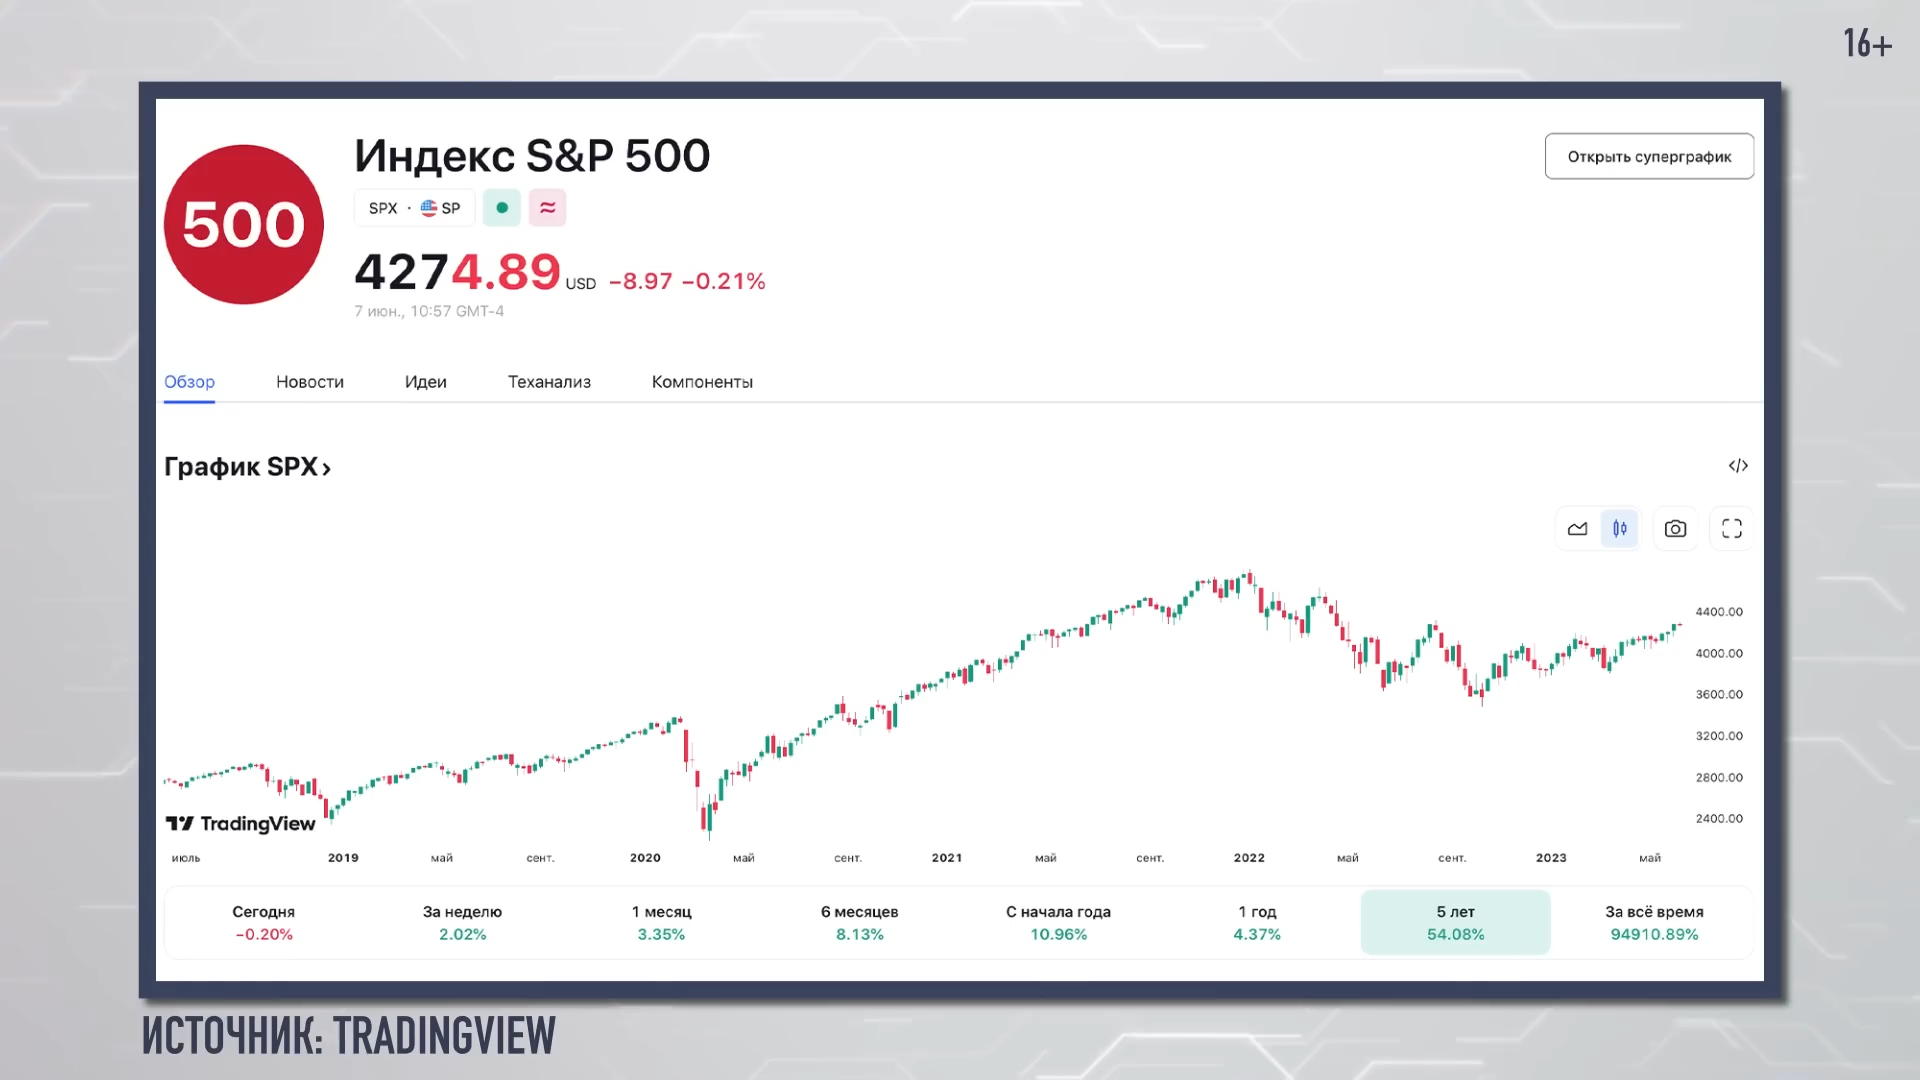 16+
500
Индекс S&P 500
Открыть суперграфик
SPX · SP
4274.89 USD −8.97 −0.21%
7 июн., 10:57 GMT-4
Обзор Новости Идеи Теханализ Компоненты
График SPX ›
4400.00
4000.00
3600.00
3200.00
2800.00
2400.00
TradingView
июль 2019 май сент. 2020 май сент. 2021 май сент. 2022 май сент. 2023 май
Сегодня За неделю 1 месяц 6 месяцев С начала года 1 год 5 лет За всё время
−0.20% 2.02% 3.35% 8.13% 10.96% 4.37% 54.08% 94910.89%
ИСТОЧНИК: TRADINGVIEW